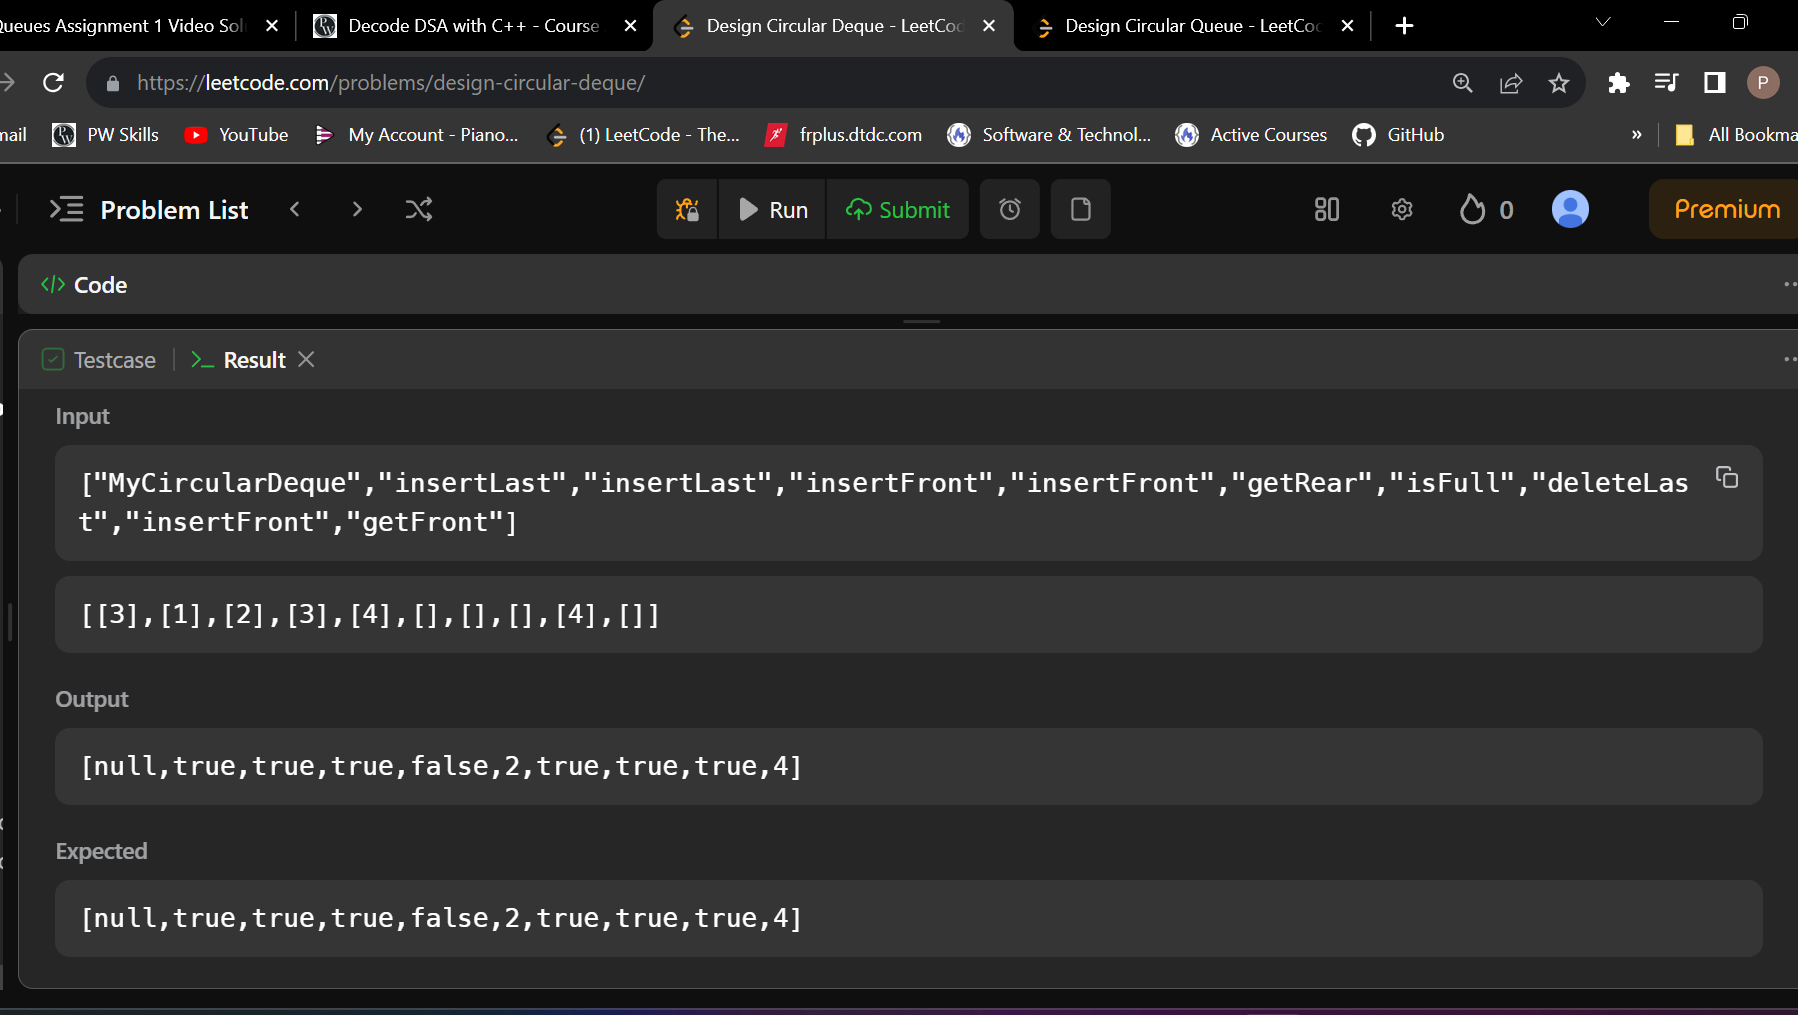 Queues Assignment 1 Video Sol
Decode DSA with C++ - Course
Design Circular Deque - LeetCod
Design Circular Queue - LeetCod
https://leetcode.com/problems/design-circular-deque/
P
mail
PW Skills
YouTube
My Account - Piano...
(1) LeetCode - The...
frplus.dtdc.com
Software & Technol...
Active Courses
GitHub
»
All Bookma
Problem List
Run
Submit
0
Premium
</> Code
Testcase
>_ Result
Input
["MyCircularDeque","insertLast","insertLast","insertFront","insertFront","getRear","isFull","deleteLas
t","insertFront","getFront"]
[[3],[1],[2],[3],[4],[],[],[],[4],[]]
Output
[null,true,true,true,false,2,true,true,true,4]
Expected
[null,true,true,true,false,2,true,true,true,4]